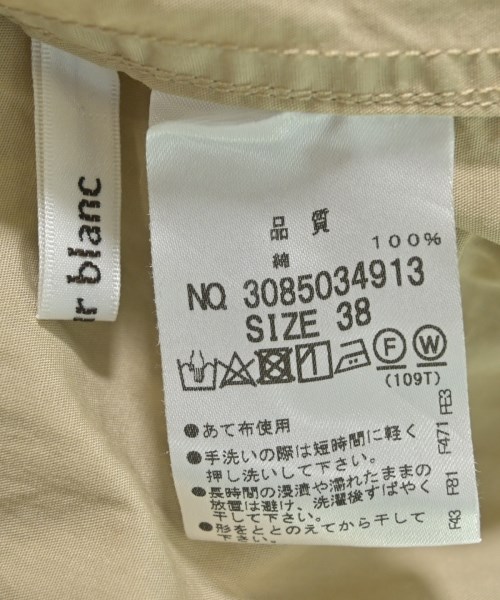 ir blanc
品質
綿 100%
NO. 3085034913
SIZE 38
F W
(109T)
●あて布使用
●手洗いの際は短時間に軽く
押し洗いして下さい。
●長時間の浸漬や濡れたままの
放置は避け、洗濯後すばやく
干して下さい。
●形をととのえてから干して
下さい。
F43 F81 F471 FE3